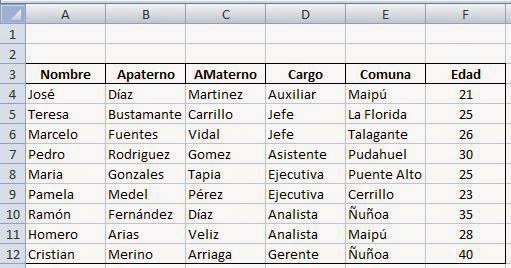 A B C D E F
1
2
3 Nombre Apaterno AMaterno Cargo Comuna Edad
4 José Díaz Martinez Auxiliar Maipú 21
5 Teresa Bustamante Carrillo Jefe La Florida 25
6 Marcelo Fuentes Vidal Jefe Talagante 26
7 Pedro Rodriguez Gomez Asistente Pudahuel 30
8 Maria Gonzales Tapia Ejecutiva Puente Alto 25
9 Pamela Medel Pérez Ejecutiva Cerrillo 23
10 Ramón Fernández Díaz Analista Ñuñoa 35
11 Homero Arias Veliz Analista Maipú 28
12 Cristian Merino Arriaga Gerente Ñuñoa 40